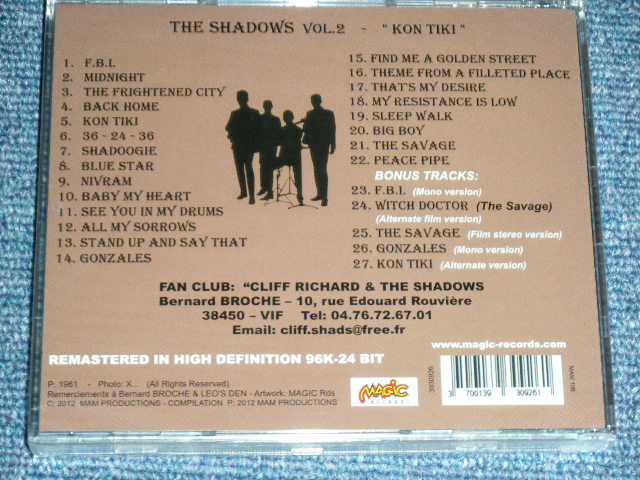 THE SHADOWS VOL.2 - " KON TIKI "
1. F.B.I.
2. MIDNIGHT
3. THE FRIGHTENED CITY
4. BACK HOME
5. KON TIKI
6. 36 - 24 - 36
7. SHADOOGIE
8. BLUE STAR
9. NIVRAM
10. BABY MY HEART
11. SEE YOU IN MY DRUMS
12. ALL MY SORROWS
13. STAND UP AND SAY THAT
14. GONZALES
15. FIND ME A GOLDEN STREET
16. THEME FROM A FILLETED PLACE
17. THAT'S MY DESIRE
18. MY RESISTANCE IS LOW
19. SLEEP WALK
20. BIG BOY
21. THE SAVAGE
22. PEACE PIPE
BONUS TRACKS:
23. F.B.I. (Mono version)
24. WITCH DOCTOR (The Savage)
(Alternate film version)
25. THE SAVAGE (Film stereo version)
26. GONZALES (Mono version)
27. KON TIKI (Alternate version)
FAN CLUB: “CLIFF RICHARD & THE SHADOWS
Bernard BROCHE – 10, rue Edouard Rouvière
38450 – VIF Tel: 04.76.72.67.01
Email: cliff.shads@free.fr
www.magic-records.com
REMASTERED IN HIGH DEFINITION 96K-24 BIT
P: 1961 - Photo: X... (All Rights Reserved)
Remerciements à Bernard BROCHE & LEO'S DEN - Artwork: MAGIC Rds
C: 2012 MAM PRODUCTIONS - COMPILATION P: 2012 MAM PRODUCTIONS
MAGIC
RECORDS
3930926
3 700139 309261